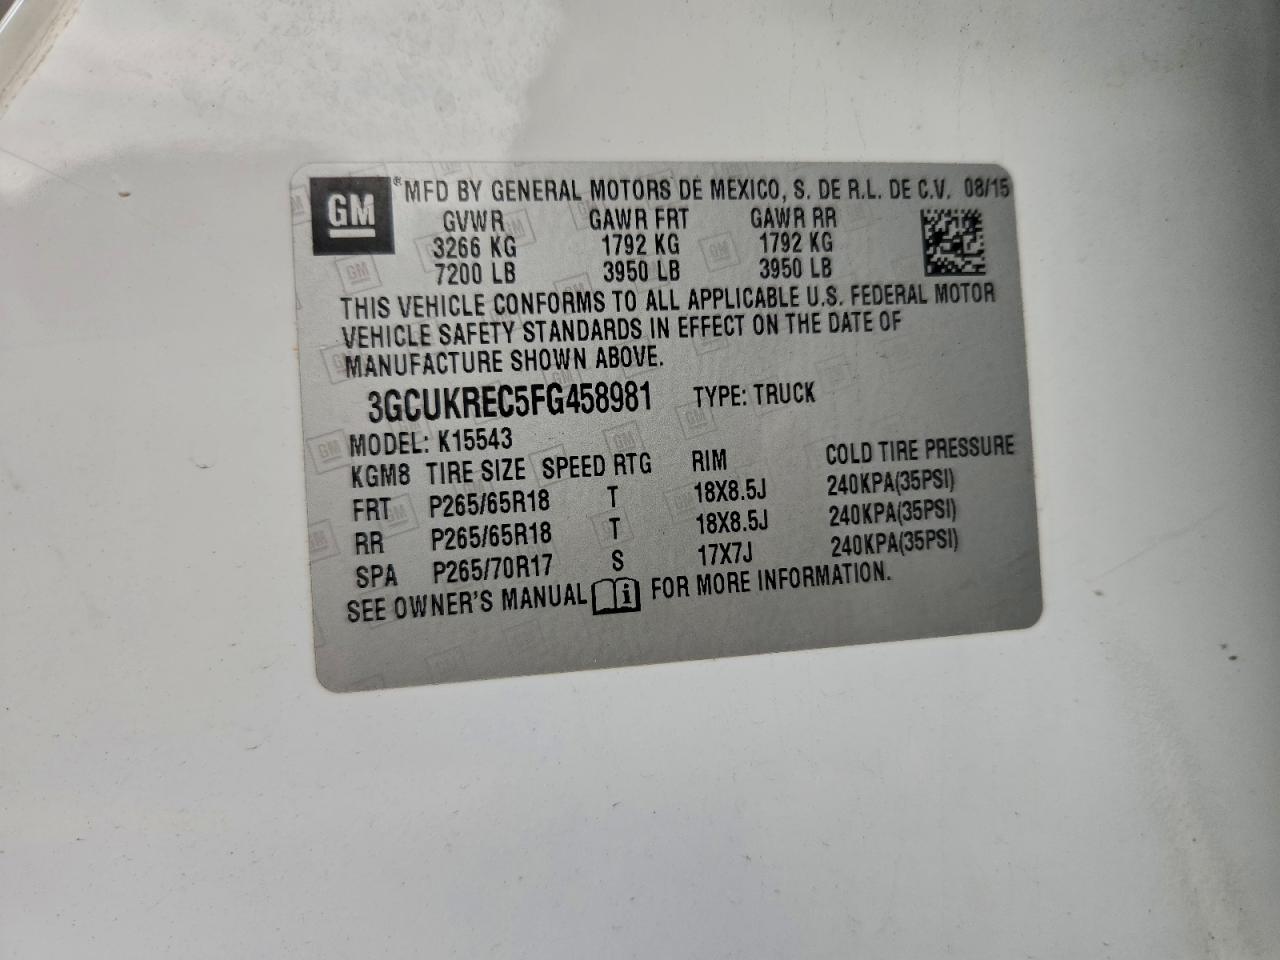 GM ® MFD BY GENERAL MOTORS DE MEXICO, S. DE R.L. DE C.V. 08/15
GVWR GAWR FRT GAWR RR
3266 KG 1792 KG 1792 KG
7200 LB 3950 LB 3950 LB
THIS VEHICLE CONFORMS TO ALL APPLICABLE U.S. FEDERAL MOTOR
VEHICLE SAFETY STANDARDS IN EFFECT ON THE DATE OF
MANUFACTURE SHOWN ABOVE.
3GCUKREC5FG458981 TYPE: TRUCK
MODEL: K15543
KGM8 TIRE SIZE SPEED RTG RIM COLD TIRE PRESSURE
FRT P265/65R18 T 18X8.5J 240KPA(35PSI)
RR P265/65R18 T 18X8.5J 240KPA(35PSI)
SPA P265/70R17 S 17X7J 240KPA(35PSI)
SEE OWNER'S MANUAL i FOR MORE INFORMATION.